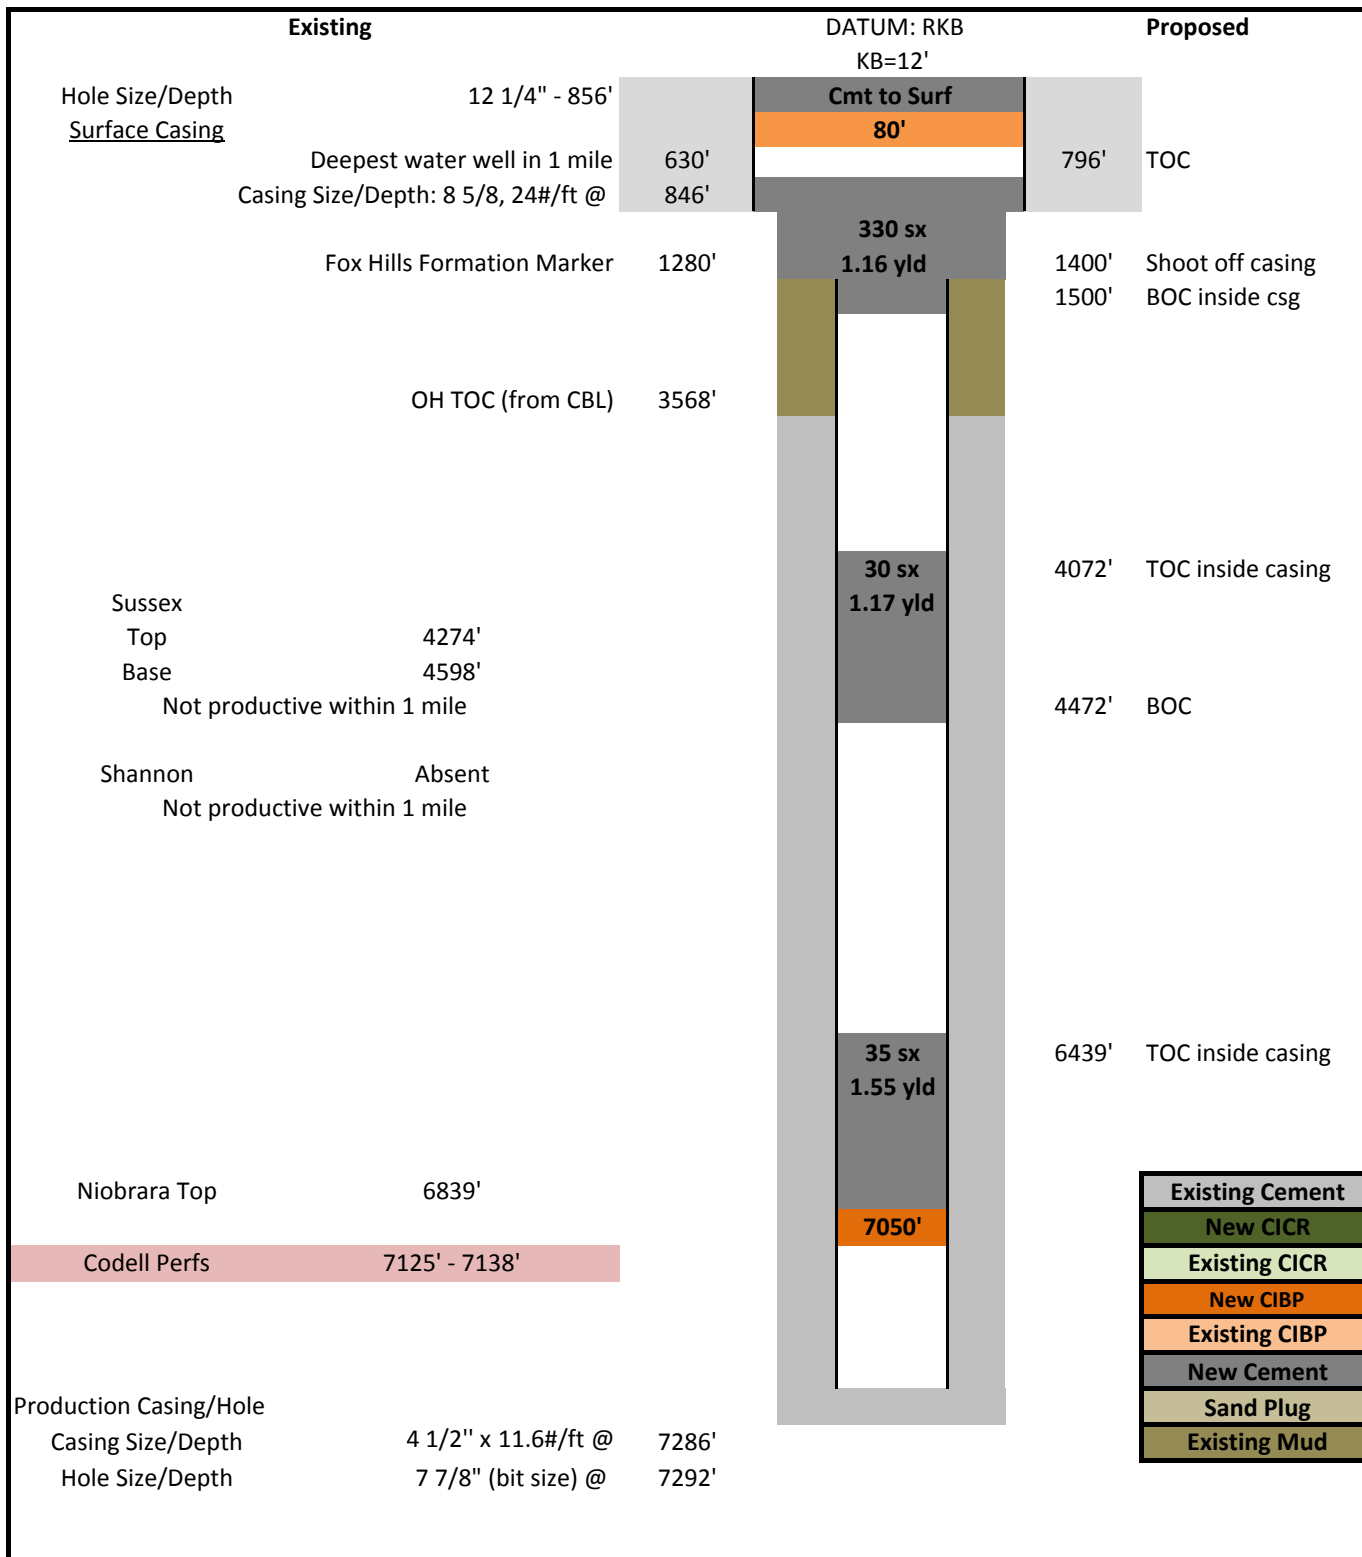 Existing DATUM: RKB Proposed
KB=12'
Hole Size/Depth 12 1/4" - 856' Cmt to Surf
Surface Casing 80'
Deepest water well in 1 mile 630' 796' TOC
Casing Size/Depth: 8 5/8, 24#/ft @ 846'
330 sx
Fox Hills Formation Marker 1280' 1.16 yld 1400' Shoot off casing
1500' BOC inside csg
OH TOC (from CBL) 3568'
30 sx 4072' TOC inside casing
Sussex 1.17 yld
Top 4274'
Base 4598'
Not productive within 1 mile 4472' BOC
Shannon Absent
Not productive within 1 mile
35 sx 6439' TOC inside casing
1.55 yld
Niobrara Top 6839' Existing Cement
7050' New CICR
Codell Perfs 7125' - 7138' Existing CICR
New CIBP
Existing CIBP
New Cement
Production Casing/Hole Sand Plug
Casing Size/Depth 4 1/2'' x 11.6#/ft @ 7286' Existing Mud
Hole Size/Depth 7 7/8" (bit size) @ 7292'